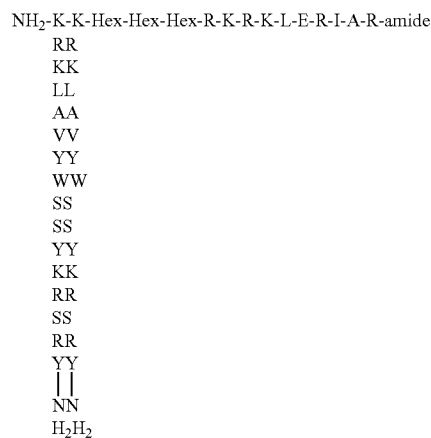 NH₂-K-K-Hex-Hex-Hex-R-K-R-K-L-E-R-I-A-R-amide
RR
KK
LL
AA
VV
YY
WW
SS
SS
YY
KK
RR
SS
RR
YY
NN
H₂H₂